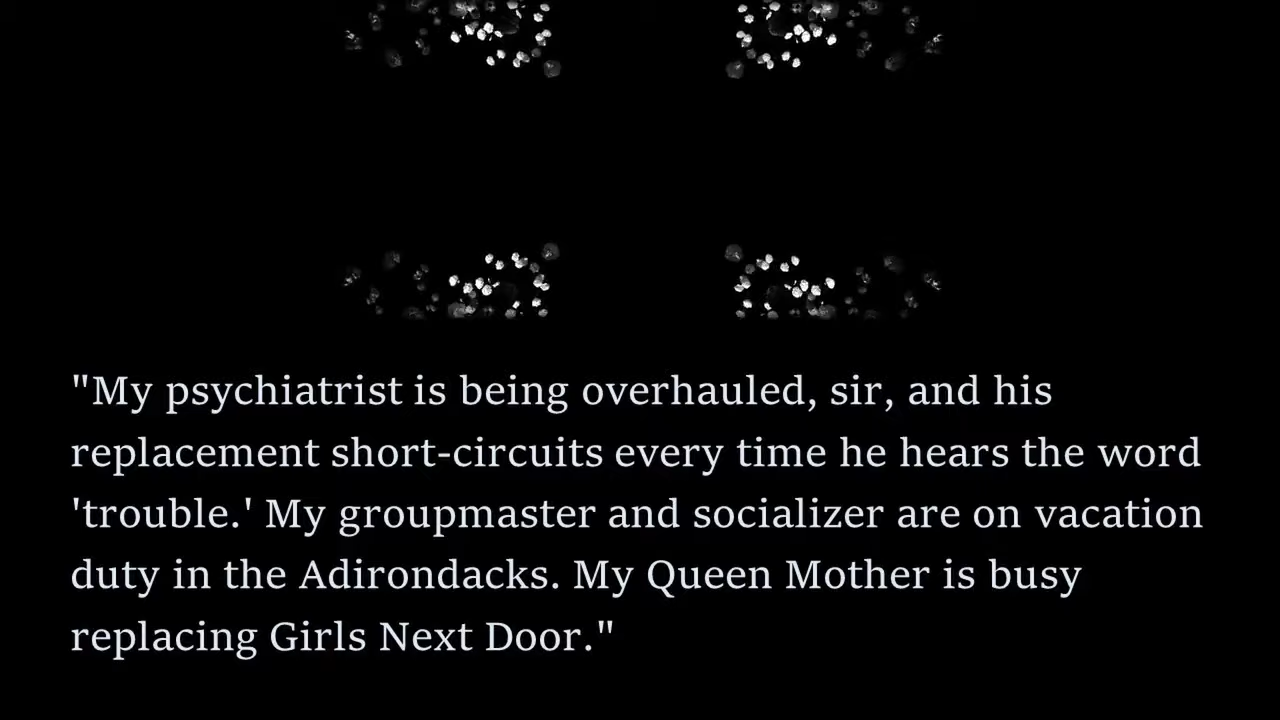 "My psychiatrist is being overhauled, sir, and his
replacement short-circuits every time he hears the word
'trouble.' My groupmaster and socializer are on vacation
duty in the Adirondacks. My Queen Mother is busy
replacing Girls Next Door."